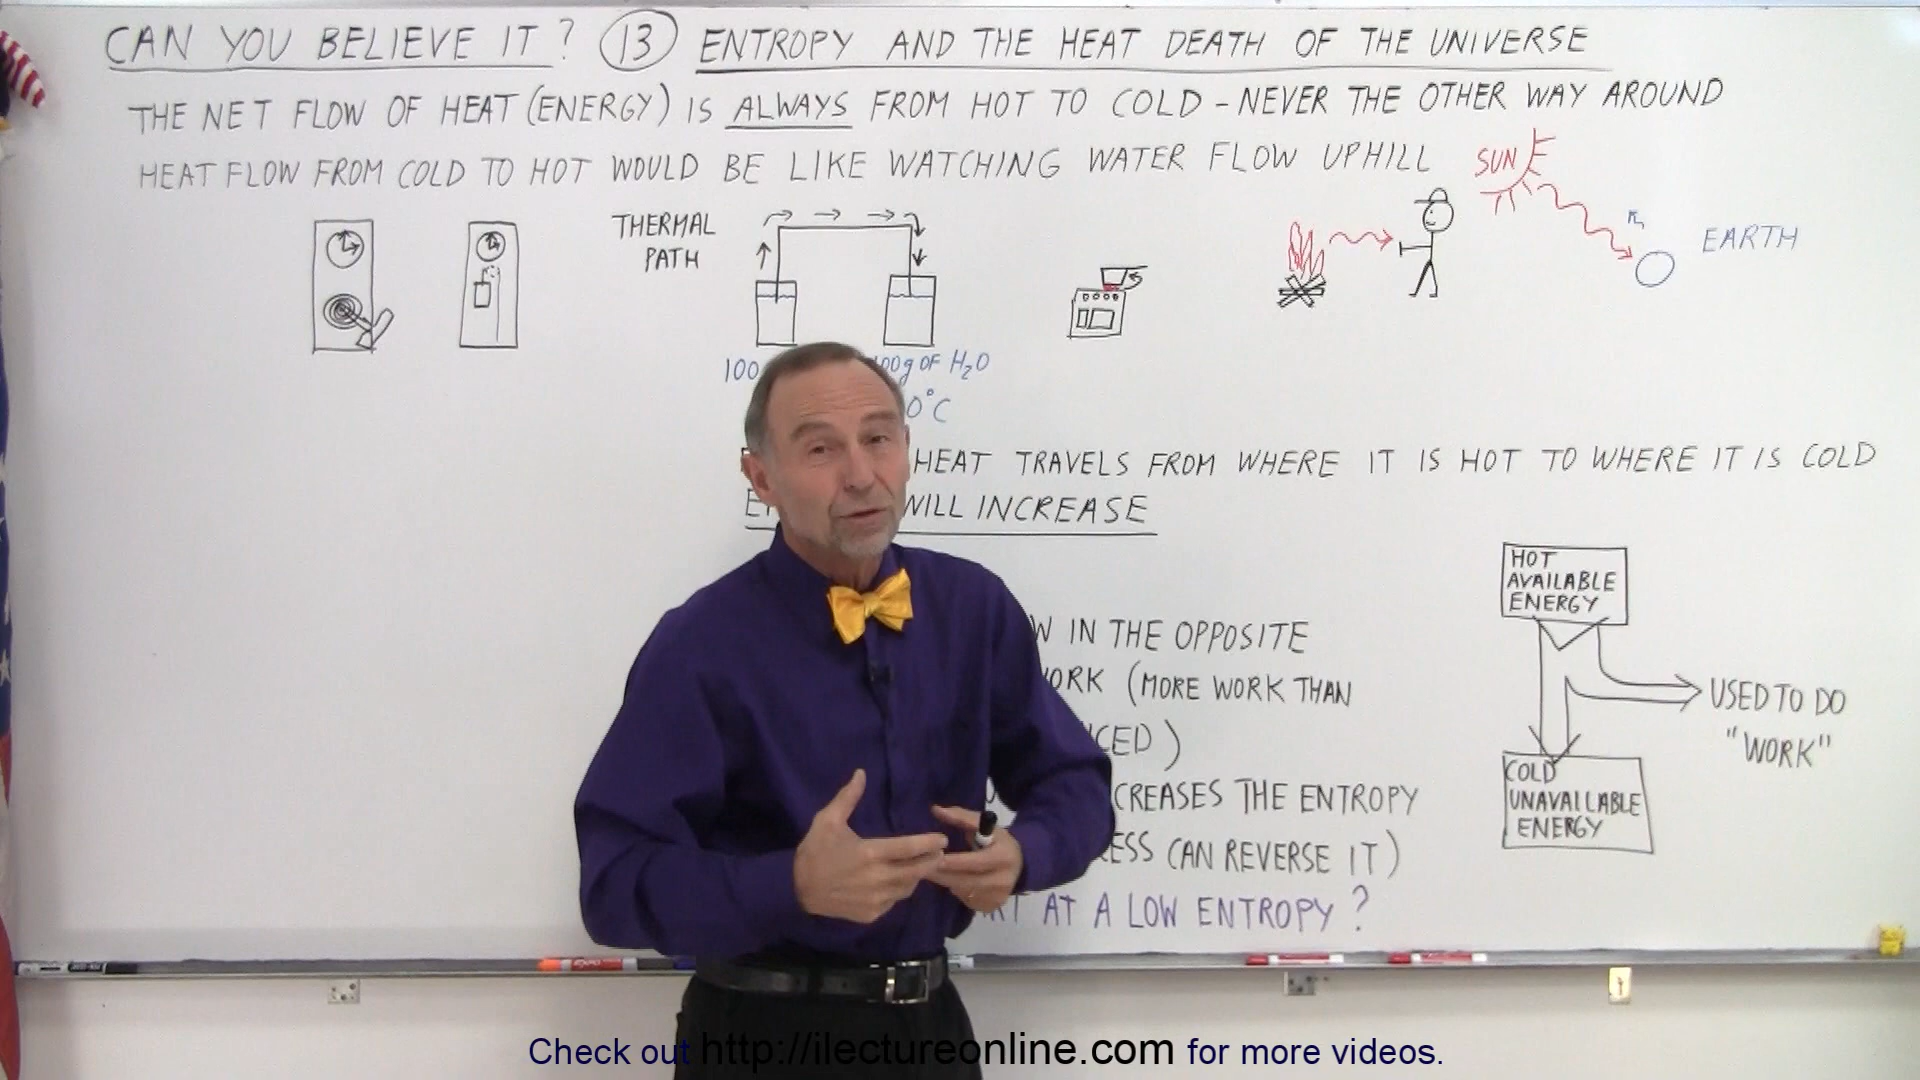 CAN YOU BELIEVE IT? 13 ENTROPY AND THE HEAT DEATH OF THE UNIVERSE
THE NET FLOW OF HEAT (ENERGY) IS ALWAYS FROM HOT TO COLD - NEVER THE OTHER WAY AROUND
HEAT FLOW FROM COLD TO HOT WOULD BE LIKE WATCHING WATER FLOW UPHILL
SUN
EARTH
THERMAL
PATH
100
g OF H2O
0°C
HEAT TRAVELS FROM WHERE IT IS HOT TO WHERE IT IS COLD
WILL INCREASE
HOT
AVAILABLE
ENERGY
IN THE OPPOSITE
(MORE WORK THAN
USED TO DO
"WORK"
COLD
UNAVAILABLE
ENERGY
THE ENTROPY
CAN REVERSE IT)
AT A LOW ENTROPY?
Check out http://ilectureonline.com for more videos.